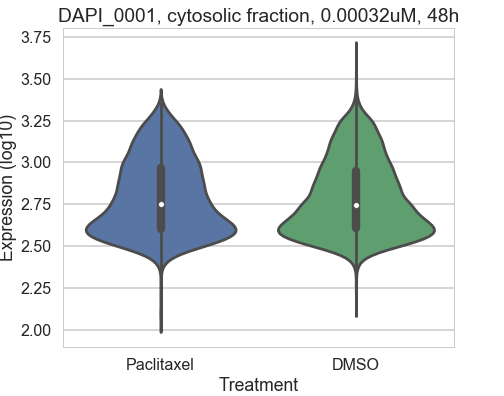 DAPI_0001, cytosolic fraction, 0.00032uM, 48h
3.75
3.50
3.25
3.00
2.75
2.50
2.25
2.00
Expression (log10)
Paclitaxel DMSO
Treatment